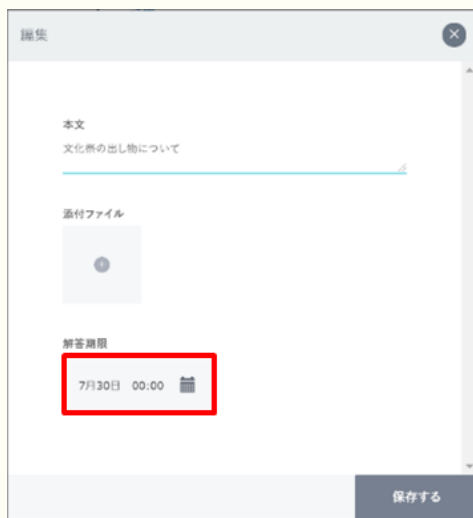 編集
本文
文化祭の出し物について
添付ファイル
解答期限
7月30日 00:00
保存する